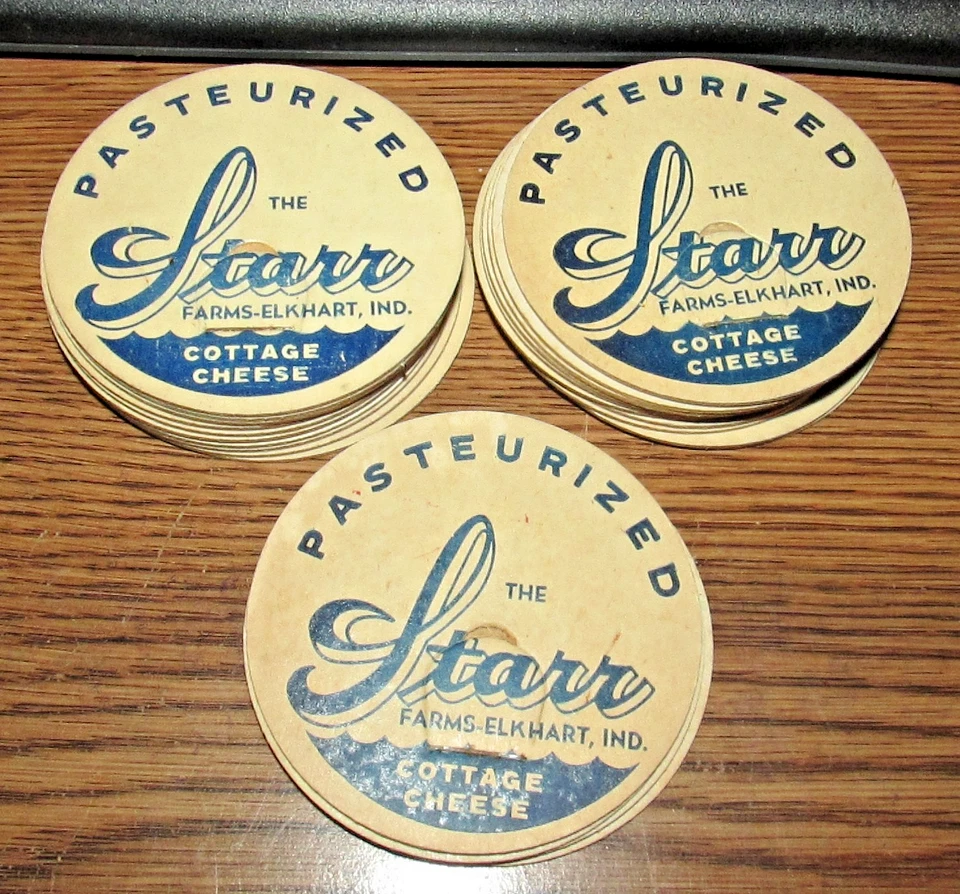 PASTEURIZED
THE
Starr
FARMS-ELKHART, IND.
COTTAGE
CHEESE
PASTEURIZED
THE
Starr
FARMS-ELKHART, IND.
COTTAGE
CHEESE
PASTEURIZED
THE
Starr
FARMS-ELKHART, IND.
COTTAGE
CHEESE